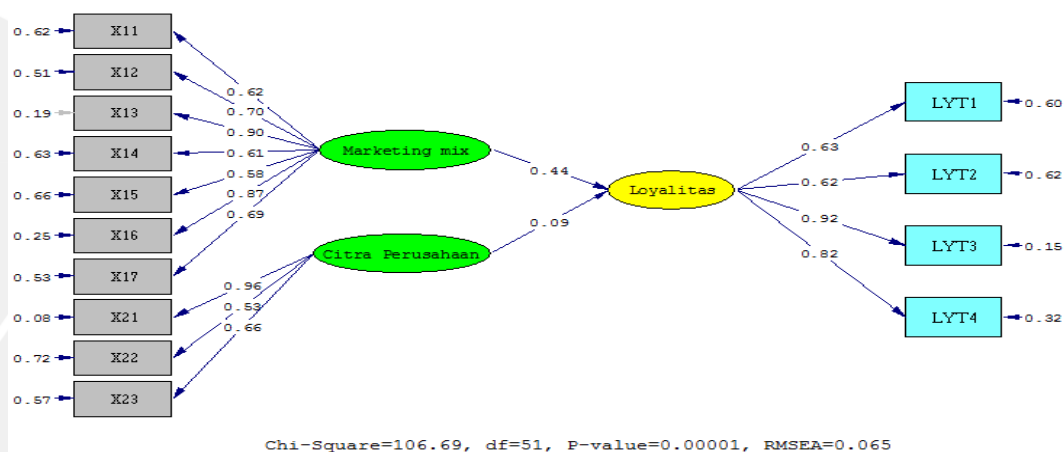 0.62 X11
0.51 X12
0.19 X13
0.63 X14
0.66 X15
0.25 X16
0.53 X17
0.08 X21
0.72 X22
0.57 X23
0.62
0.70
0.90
0.61
0.58
0.87
0.69
0.96
0.53
0.66
Marketing mix
Citra Perusahaan
0.44
0.09
Loyalitas
0.63
0.62
0.92
0.82
LYT1 0.60
LYT2 0.62
LYT3 0.15
LYT4 0.32
Chi-Square=106.69, df=51, P-value=0.00001, RMSEA=0.065